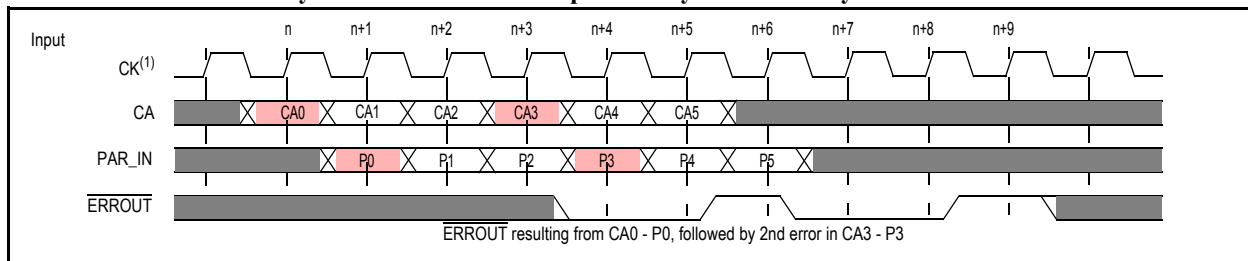 Input
n n+1 n+2 n+3 n+4 n+5 n+6 n+7 n+8 n+9
CK(1)
CA CA0 CA1 CA2 CA3 CA4 CA5
PAR_IN P0 P1 P2 P3 P4 P5
ERROUT
ERROUT resulting from CA0 - P0, followed by 2nd error in CA3 - P3